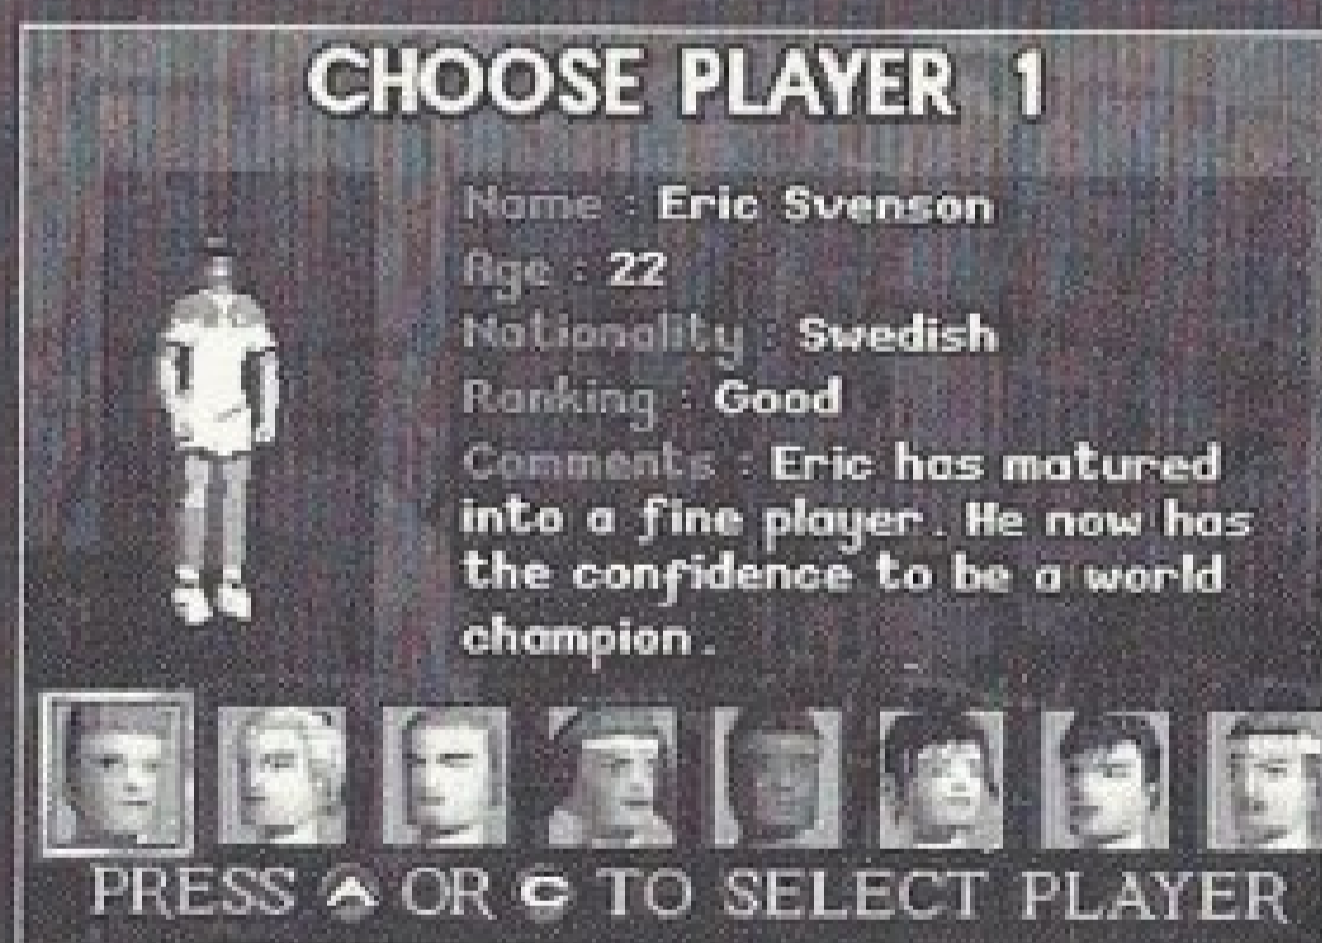 CHOOSE PLAYER 1
Name : Eric Svenson
Age : 22
Nationality : Swedish
Ranking : Good
Comments : Eric has matured
into a fine player. He now has
the confidence to be a world
champion.
PRESS A OR C TO SELECT PLAYER